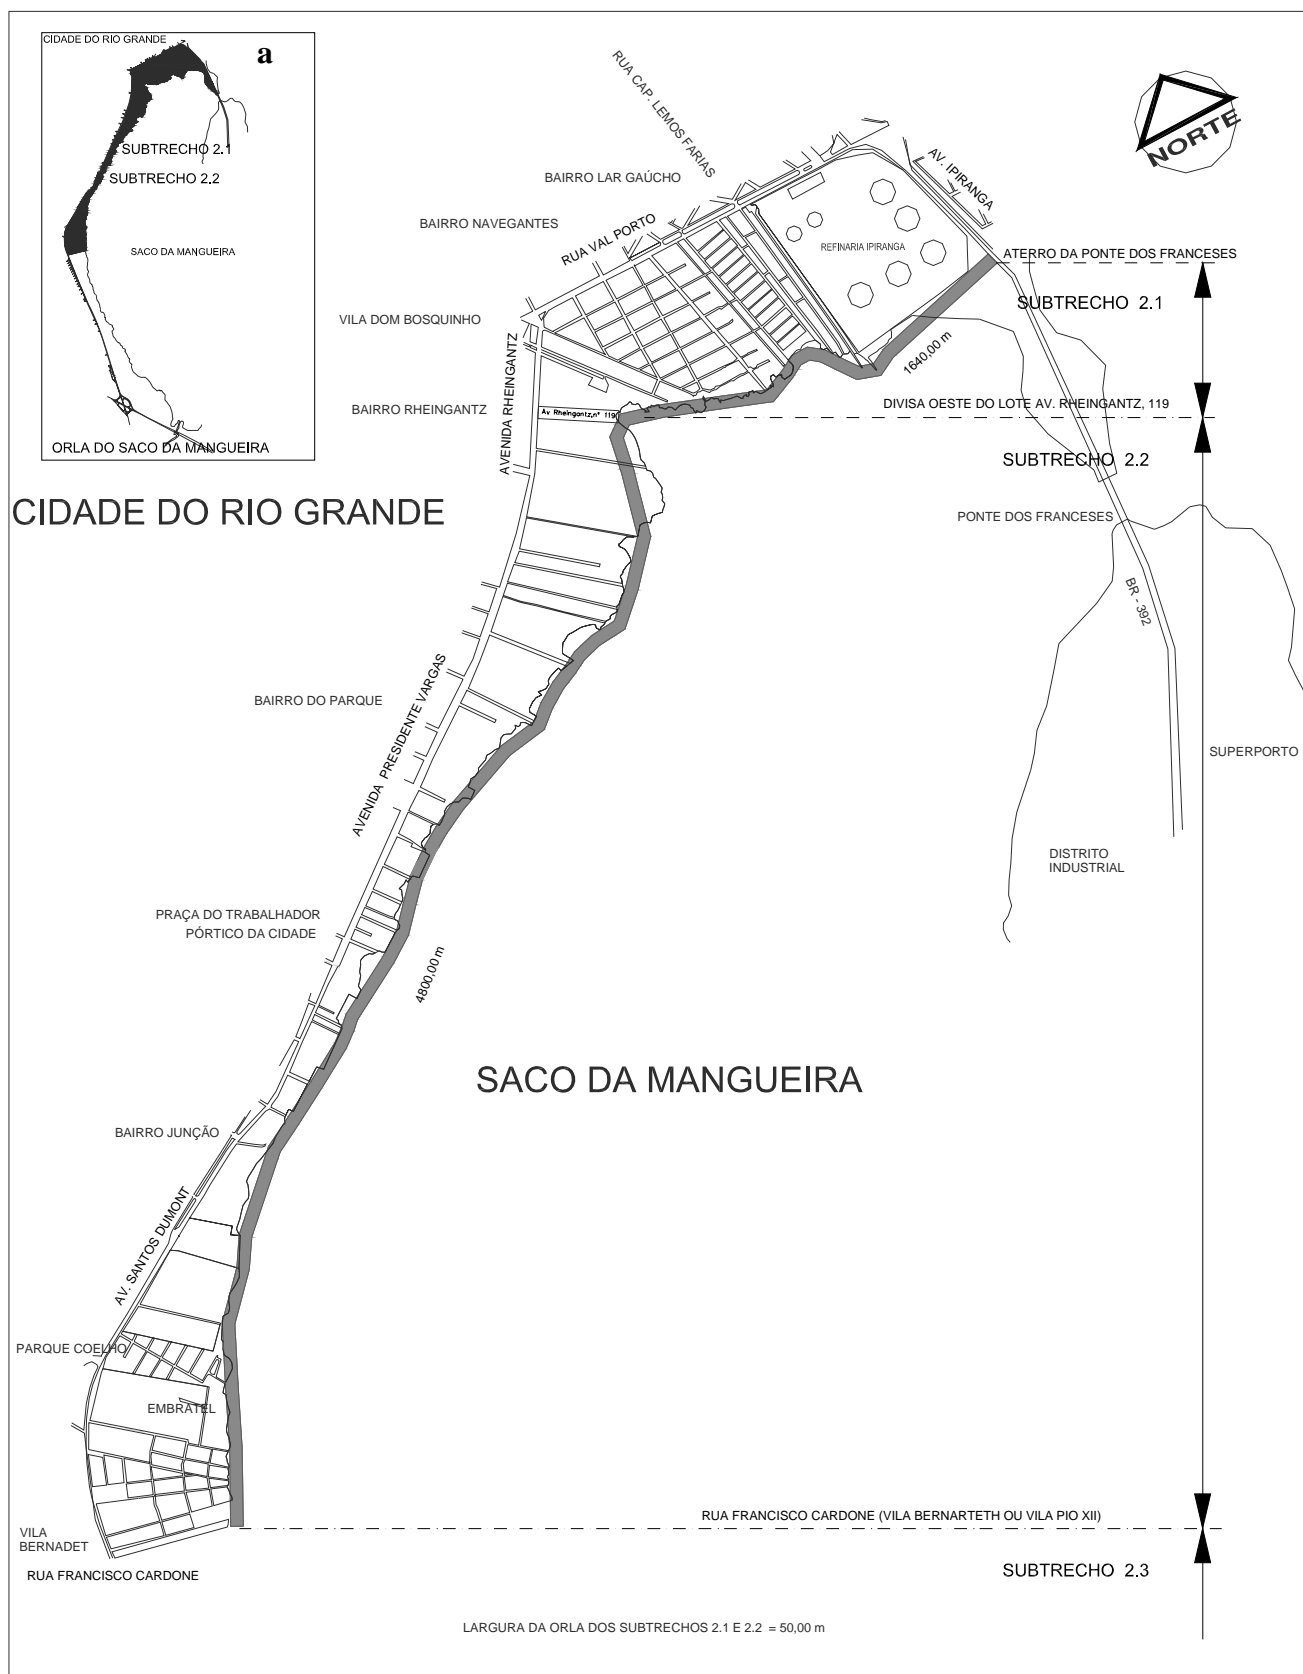 CIDADE DO RIO GRANDE
a
SUBTRECHO 2.1
SUBTRECHO 2.2
SACO DA MANGUEIRA
ORLA DO SACO DA MANGUEIRA
RUA CAP. LEMOS FARIAS
NORTE
AV. IPIRANGA
BAIRRO LAR GAÚCHO
BAIRRO NAVEGANTES
RUA VAL PORTO
REFINARIA IPIRANGA
ATERRO DA PONTE DOS FRANCESES
SUBTRECHO 2.1
VILA DOM BOSQUINHO
1640,00 m
AVENIDA RHEINGANTZ
BAIRRO RHEINGANTZ
Av Rheingantz,nº 119
DIVISA OESTE DO LOTE AV. RHEINGANTZ, 119
SUBTRECHO 2.2
CIDADE DO RIO GRANDE
PONTE DOS FRANCESES
BR - 392
BAIRRO DO PARQUE
AVENIDA PRESIDENTE VARGAS
SUPERPORTO
DISTRITO
INDUSTRIAL
PRAÇA DO TRABALHADOR
PÓRTICO DA CIDADE
4800,00 m
SACO DA MANGUEIRA
BAIRRO JUNÇÃO
AV. SANTOS DUMONT
PARQUE COELHO
EMBRATEL
RUA FRANCISCO CARDONE (VILA BERNARTETH OU VILA PIO XII)
VILA
BERNADET
RUA FRANCISCO CARDONE
SUBTRECHO 2.3
LARGURA DA ORLA DOS SUBTRECHOS 2.1 E 2.2 = 50,00 m